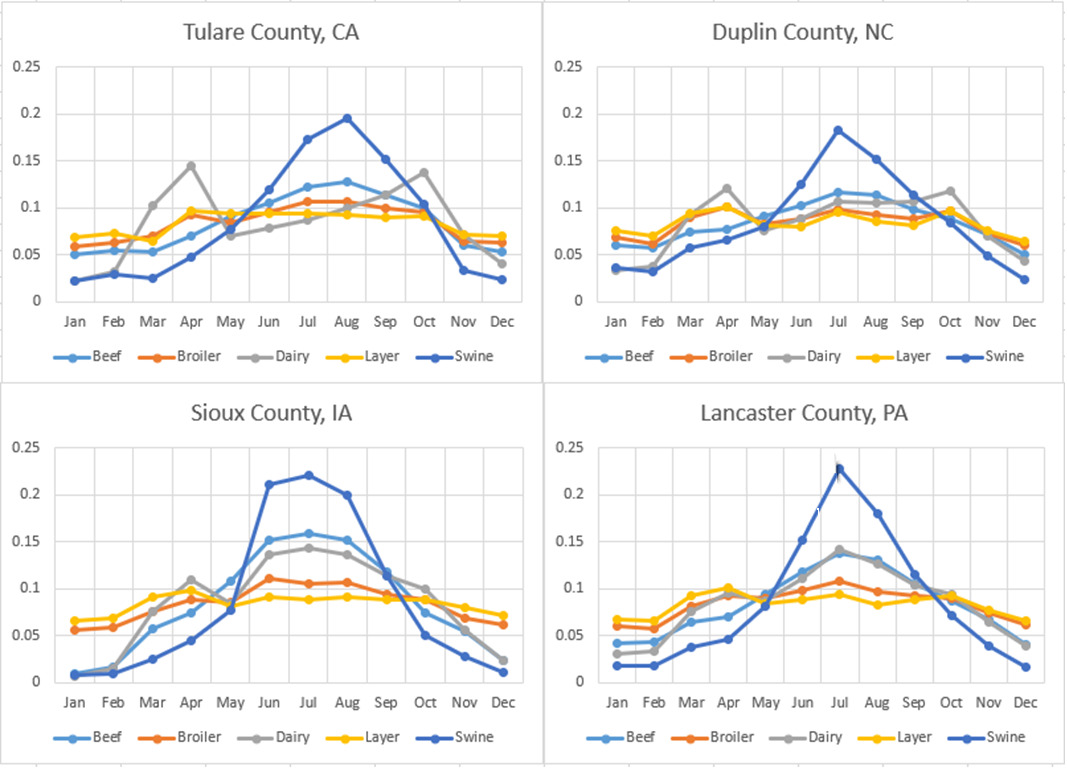 Tulare County, CA
0.25
0.2
0.15
0.1
0.05
0
Jan Feb Mar Apr May Jun Jul Aug Sep Oct Nov Dec
Beef Broiler Dairy Layer Swine
Duplin County, NC
0.25
0.2
0.15
0.1
0.05
0
Jan Feb Mar Apr May Jun Jul Aug Sep Oct Nov Dec
Beef Broiler Dairy Layer Swine
Sioux County, IA
0.25
0.2
0.15
0.1
0.05
0
Jan Feb Mar Apr May Jun Jul Aug Sep Oct Nov Dec
Beef Broiler Dairy Layer Swine
Lancaster County, PA
0.25
0.2
0.15
0.1
0.05
0
Jan Feb Mar Apr May Jun Jul Aug Sep Oct Nov Dec
Beef Broiler Dairy Layer Swine